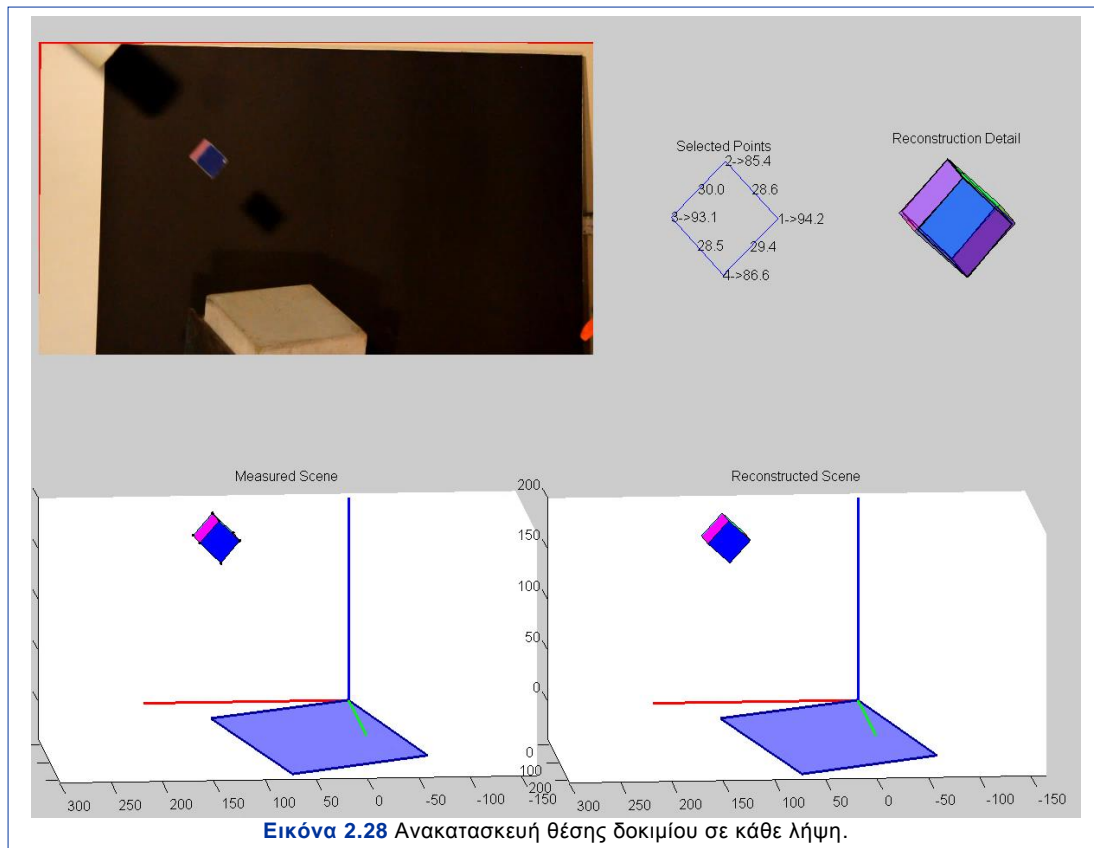 Selected Points
2->85.4
30.0 28.6
3->93.1 1->94.2
28.5 29.4
4->86.6
Reconstruction Detail
Measured Scene
300 250 200 150 100 50 0 -50 -100 -150
Reconstructed Scene
200
150
100
50
0
0
100
200
300 250 200 150 100 50 0 -50 -100 -150
Εικόνα 2.28 Ανακατασκευή θέσης δοκιμίου σε κάθε λήψη.